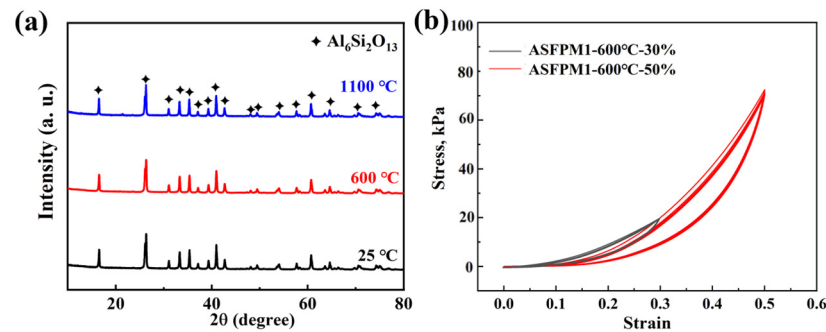 (a)
✦ Al₆Si₂O₁₃
1100 ℃
600 ℃
25 ℃
Intensity (a. u.)
20 40 60 80
2θ (degree)
(b)
ASFPM1-600℃-30%
ASFPM1-600℃-50%
100
80
60
40
20
0
Stress, kPa
0.0 0.1 0.2 0.3 0.4 0.5 0.6
Strain